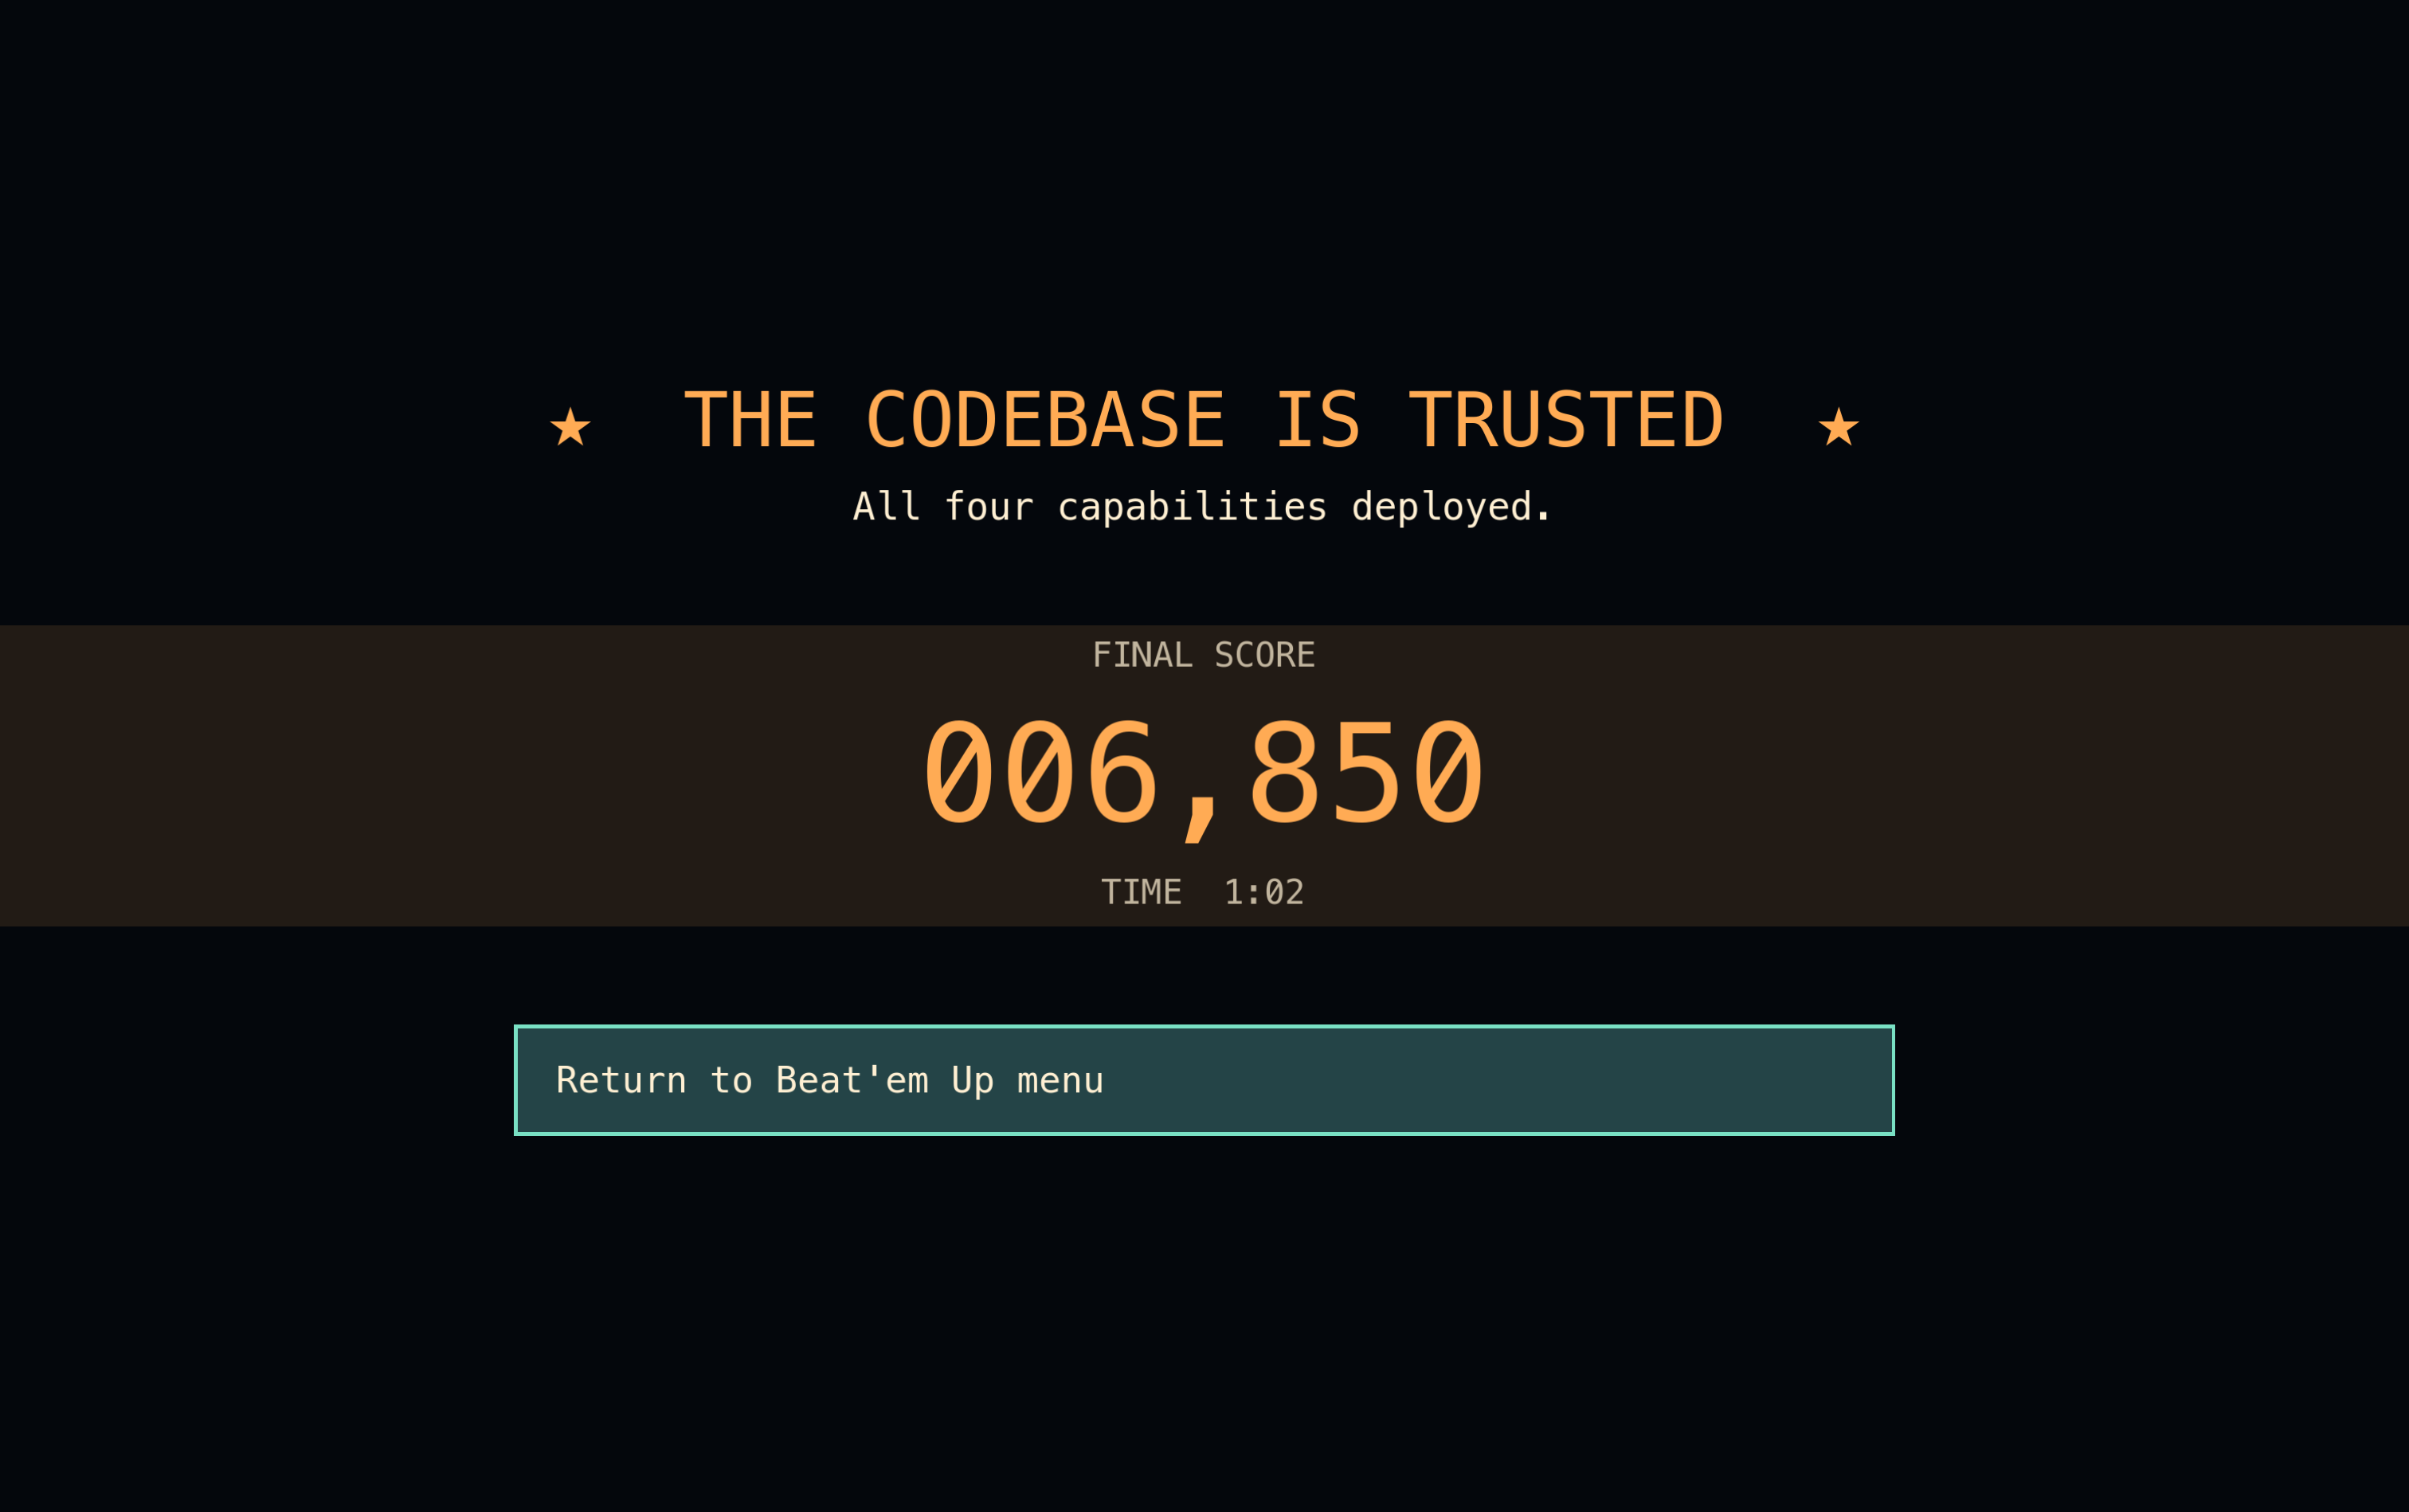 ★ THE CODEBASE IS TRUSTED ★
All four capabilities deployed.
FINAL SCORE
006,850
TIME 1:02
Return to Beat'em Up menu